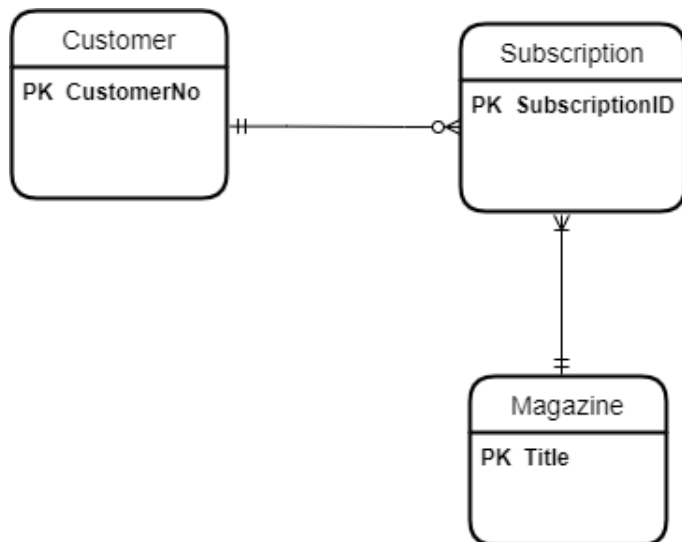 Customer
PK CustomerNo
Subscription
PK SubscriptionID
Magazine
PK Title